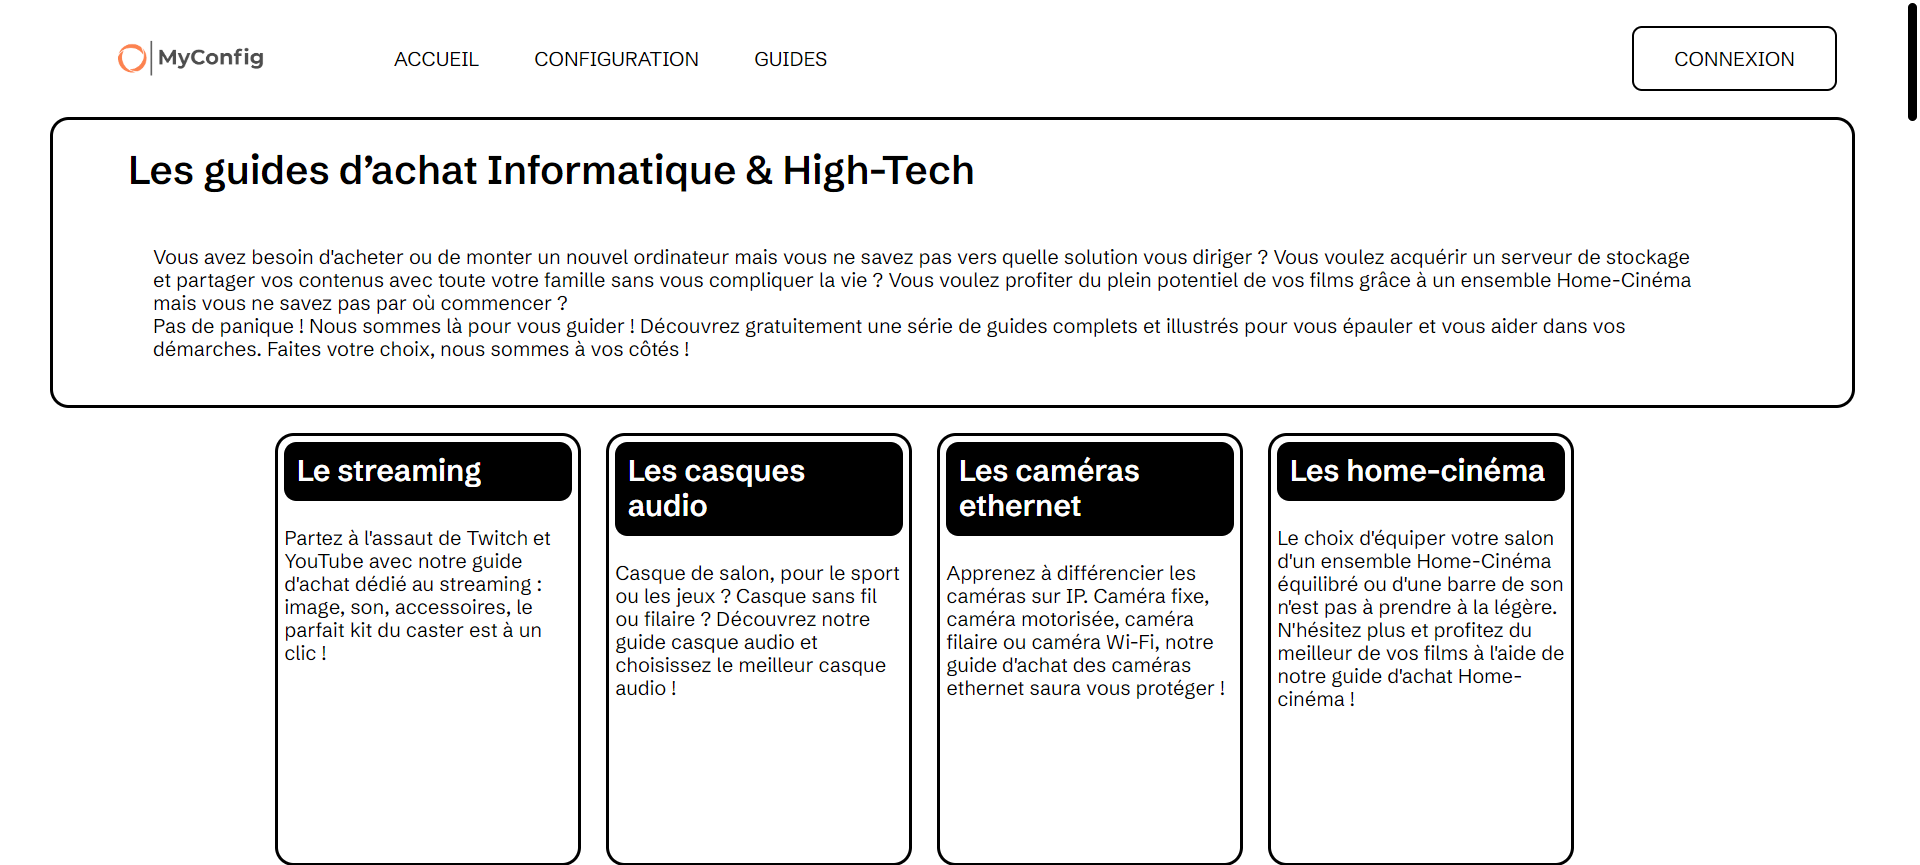 MyConfig
ACCUEIL
CONFIGURATION
GUIDES
CONNEXION
Les guides d’achat Informatique & High-Tech
Vous avez besoin d'acheter ou de monter un nouvel ordinateur mais vous ne savez pas vers quelle solution vous diriger ? Vous voulez acquérir un serveur de stockage
et partager vos contenus avec toute votre famille sans vous compliquer la vie ? Vous voulez profiter du plein potentiel de vos films grâce à un ensemble Home-Cinéma
mais vous ne savez pas par où commencer ?
Pas de panique ! Nous sommes là pour vous guider ! Découvrez gratuitement une série de guides complets et illustrés pour vous épauler et vous aider dans vos
démarches. Faites votre choix, nous sommes à vos côtés !
Le streaming
Partez à l'assaut de Twitch et
YouTube avec notre guide
d'achat dédié au streaming :
image, son, accessoires, le
parfait kit du caster est à un
clic !
Les casques
audio
Casque de salon, pour le sport
ou les jeux ? Casque sans fil
ou filaire ? Découvrez notre
guide casque audio et
choisissez le meilleur casque
audio !
Les caméras
ethernet
Apprenez à différencier les
caméras sur IP. Caméra fixe,
caméra motorisée, caméra
filaire ou caméra Wi-Fi, notre
guide d'achat des caméras
ethernet saura vous protéger !
Les home-cinéma
Le choix d'équiper votre salon
d'un ensemble Home-Cinéma
équilibré ou d'une barre de son
n'est pas à prendre à la légère.
N'hésitez plus et profitez du
meilleur de vos films à l'aide de
notre guide d'achat Home-
cinéma !